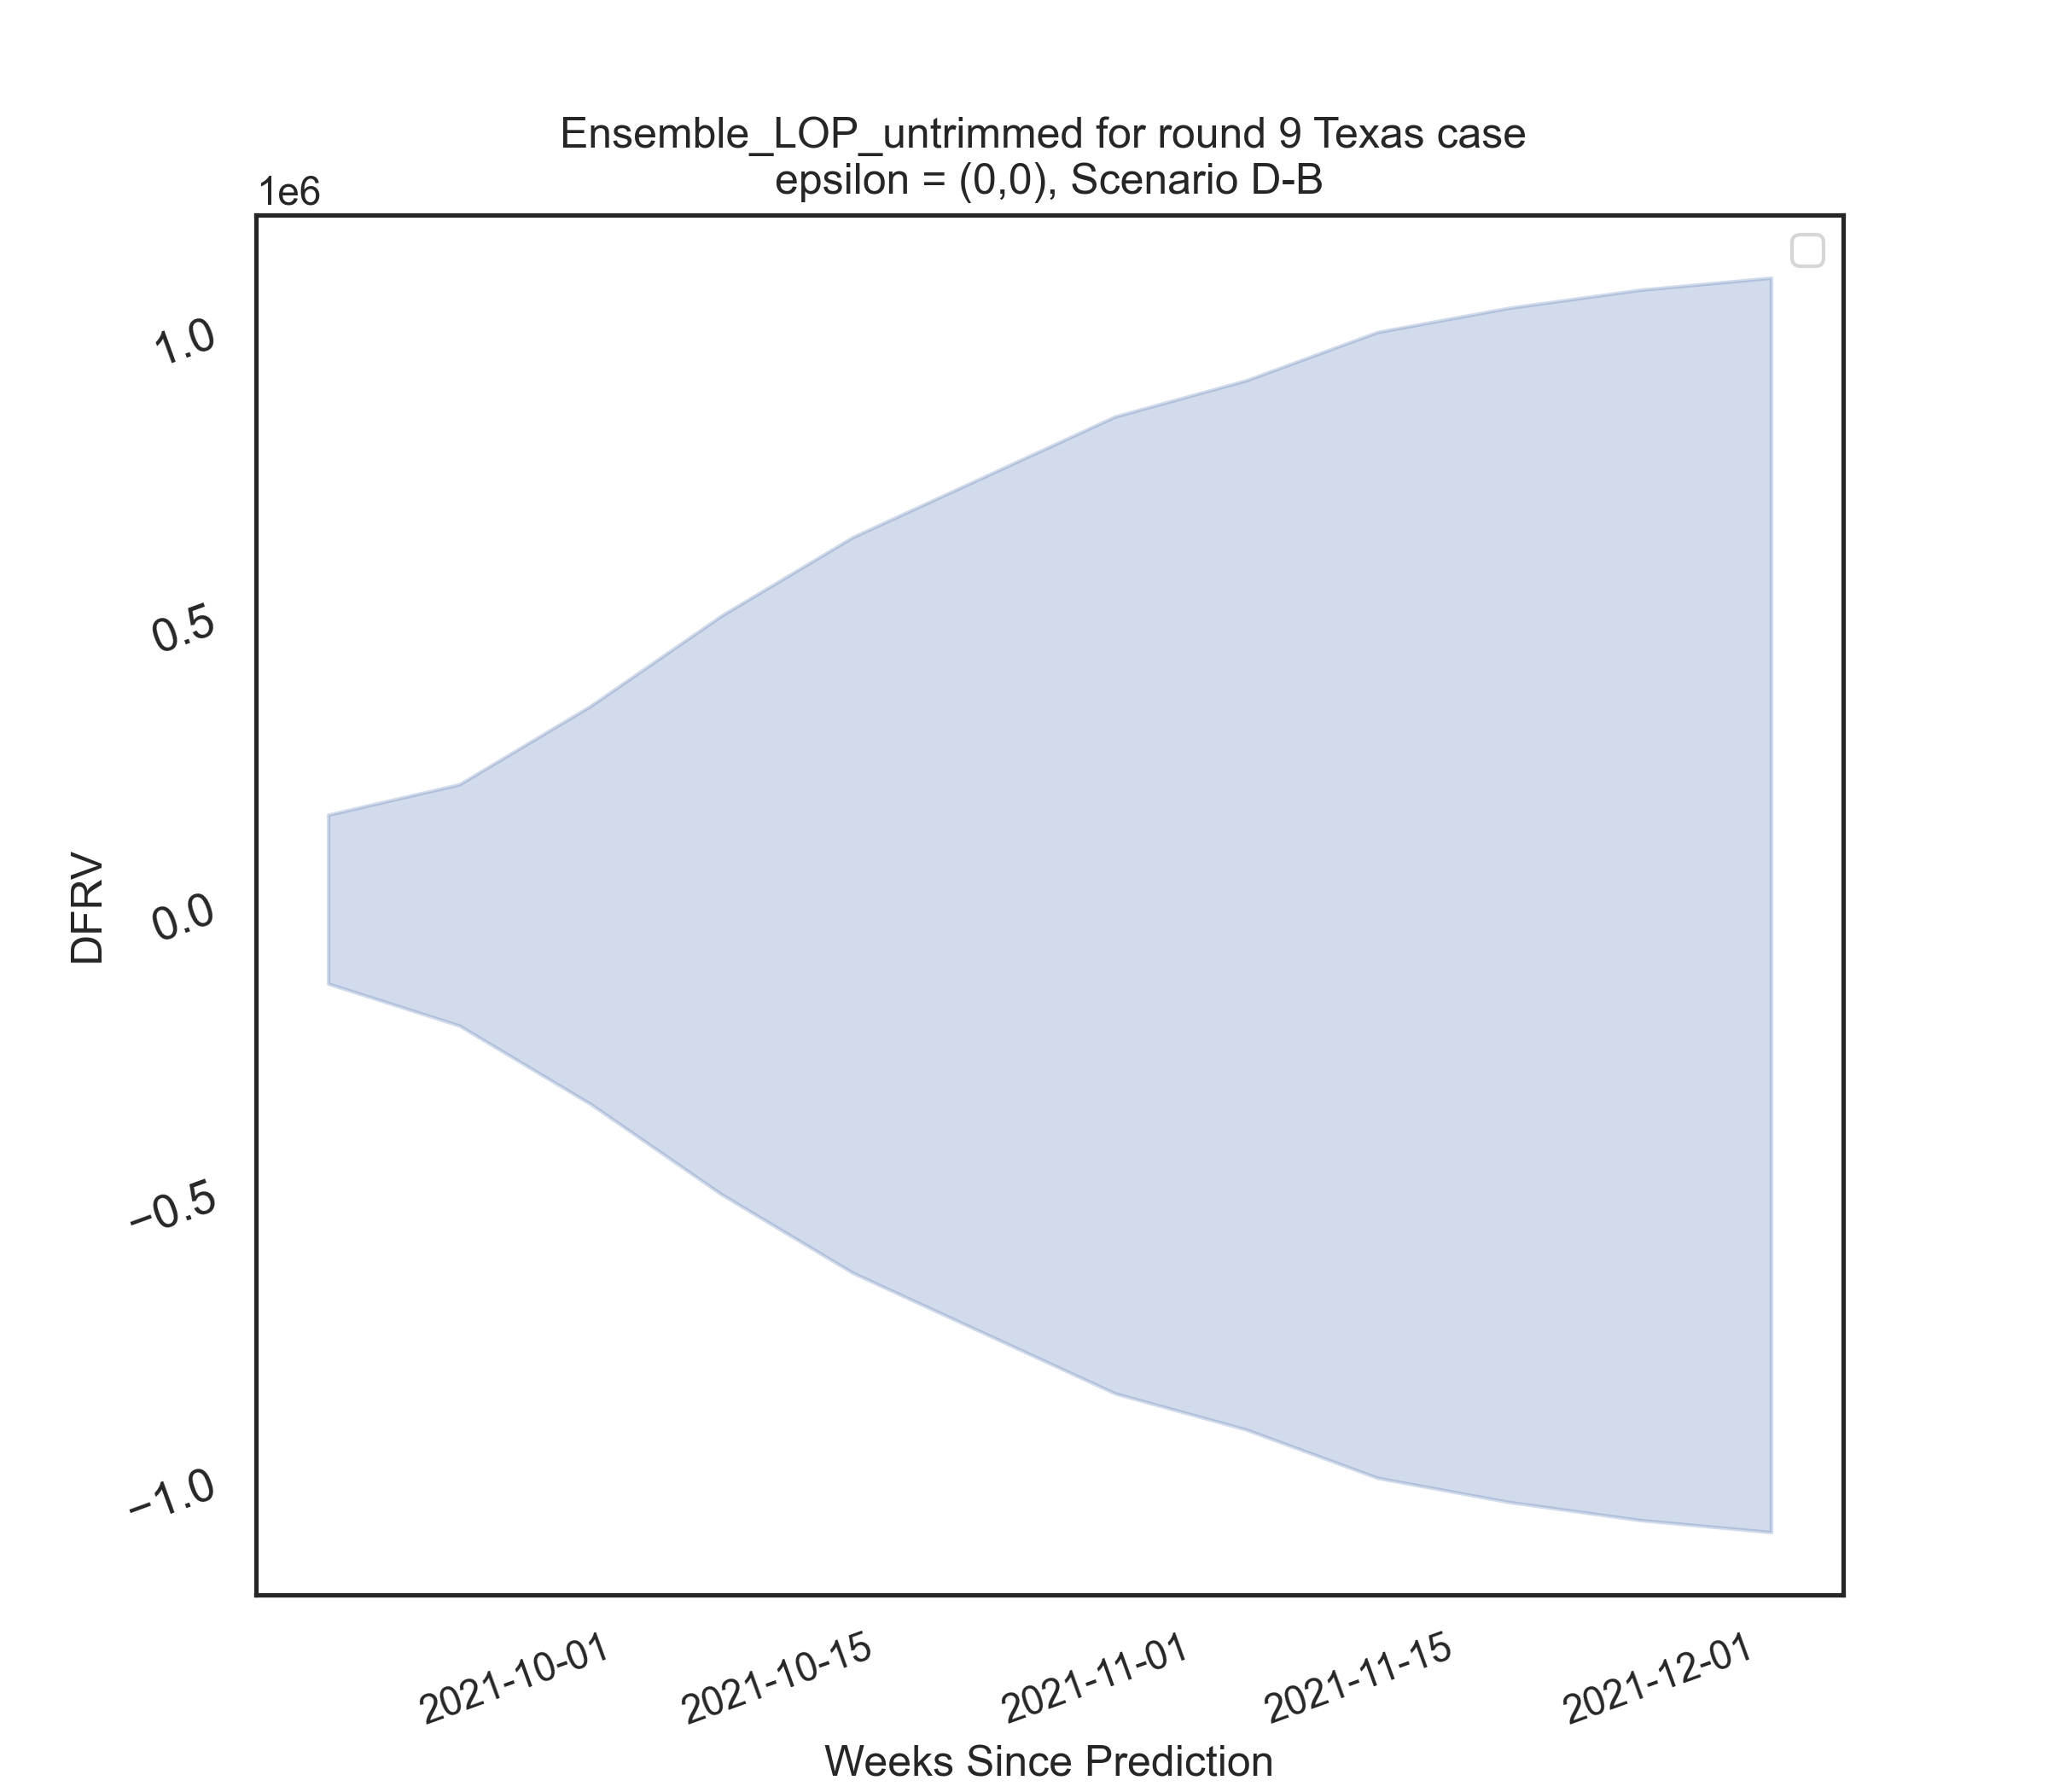 Ensemble_LOP_untrimmed for round 9 Texas case
epsilon = (0,0), Scenario D-B
1e6
1.0
0.5
0.0
−0.5
−1.0
DFRV
2021-10-01
2021-10-15
2021-11-01
2021-11-15
2021-12-01
Weeks Since Prediction